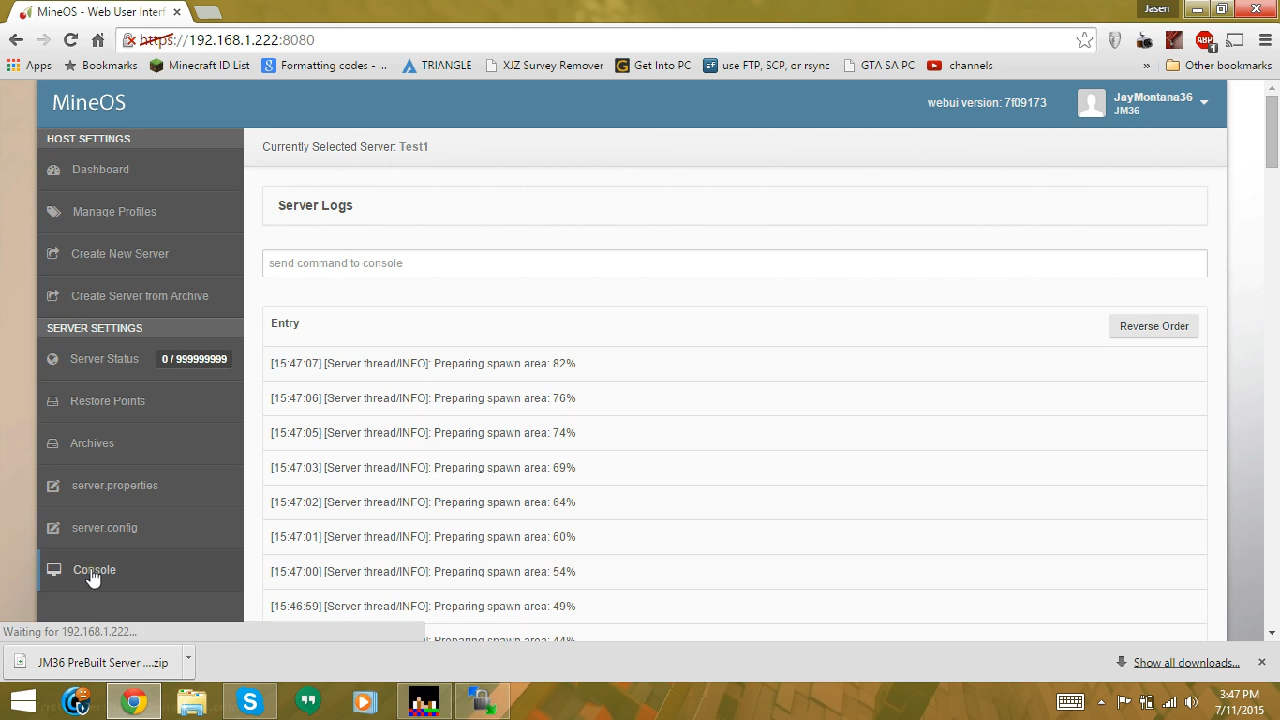 MineOS - Web User Interf
Jasen
https://192.168.1.222:8080
ABP
1
Apps
Bookmarks
Minecraft ID List
Formatting codes - ...
TRIANGLE
XJZ Survey Remover
Get Into PC
use FTP, SCP, or rsyns
GTA SA PC
channels
»
Other bookmarks
MineOS
webui version: 7f09173
JayMontana36
JM36
HOST SETTINGS
Dashboard
Manage Profiles
Create New Server
Create Server from Archive
SERVER SETTINGS
Server Status
0 / 999999999
Restore Points
Archives
server.properties
server.config
Console
Currently Selected Server: Test1
Server Logs
send command to console
Entry
Reverse Order
[15:47:07] [Server thread/INFO]: Preparing spawn area: 82%
[15:47:06] [Server thread/INFO]: Preparing spawn area: 76%
[15:47:05] [Server thread/INFO]: Preparing spawn area: 74%
[15:47:03] [Server thread/INFO]: Preparing spawn area: 69%
[15:47:02] [Server thread/INFO]: Preparing spawn area: 64%
[15:47:01] [Server thread/INFO]: Preparing spawn area: 60%
[15:47:00] [Server thread/INFO]: Preparing spawn area: 54%
[15:46:59] [Server thread/INFO]: Preparing spawn area: 49%
Preparing spawn area: 44%
Waiting for 192.168.1.222...
JM36 PreBuilt Server ....zip
Show all downloads...
3:47 PM
7/11/2015